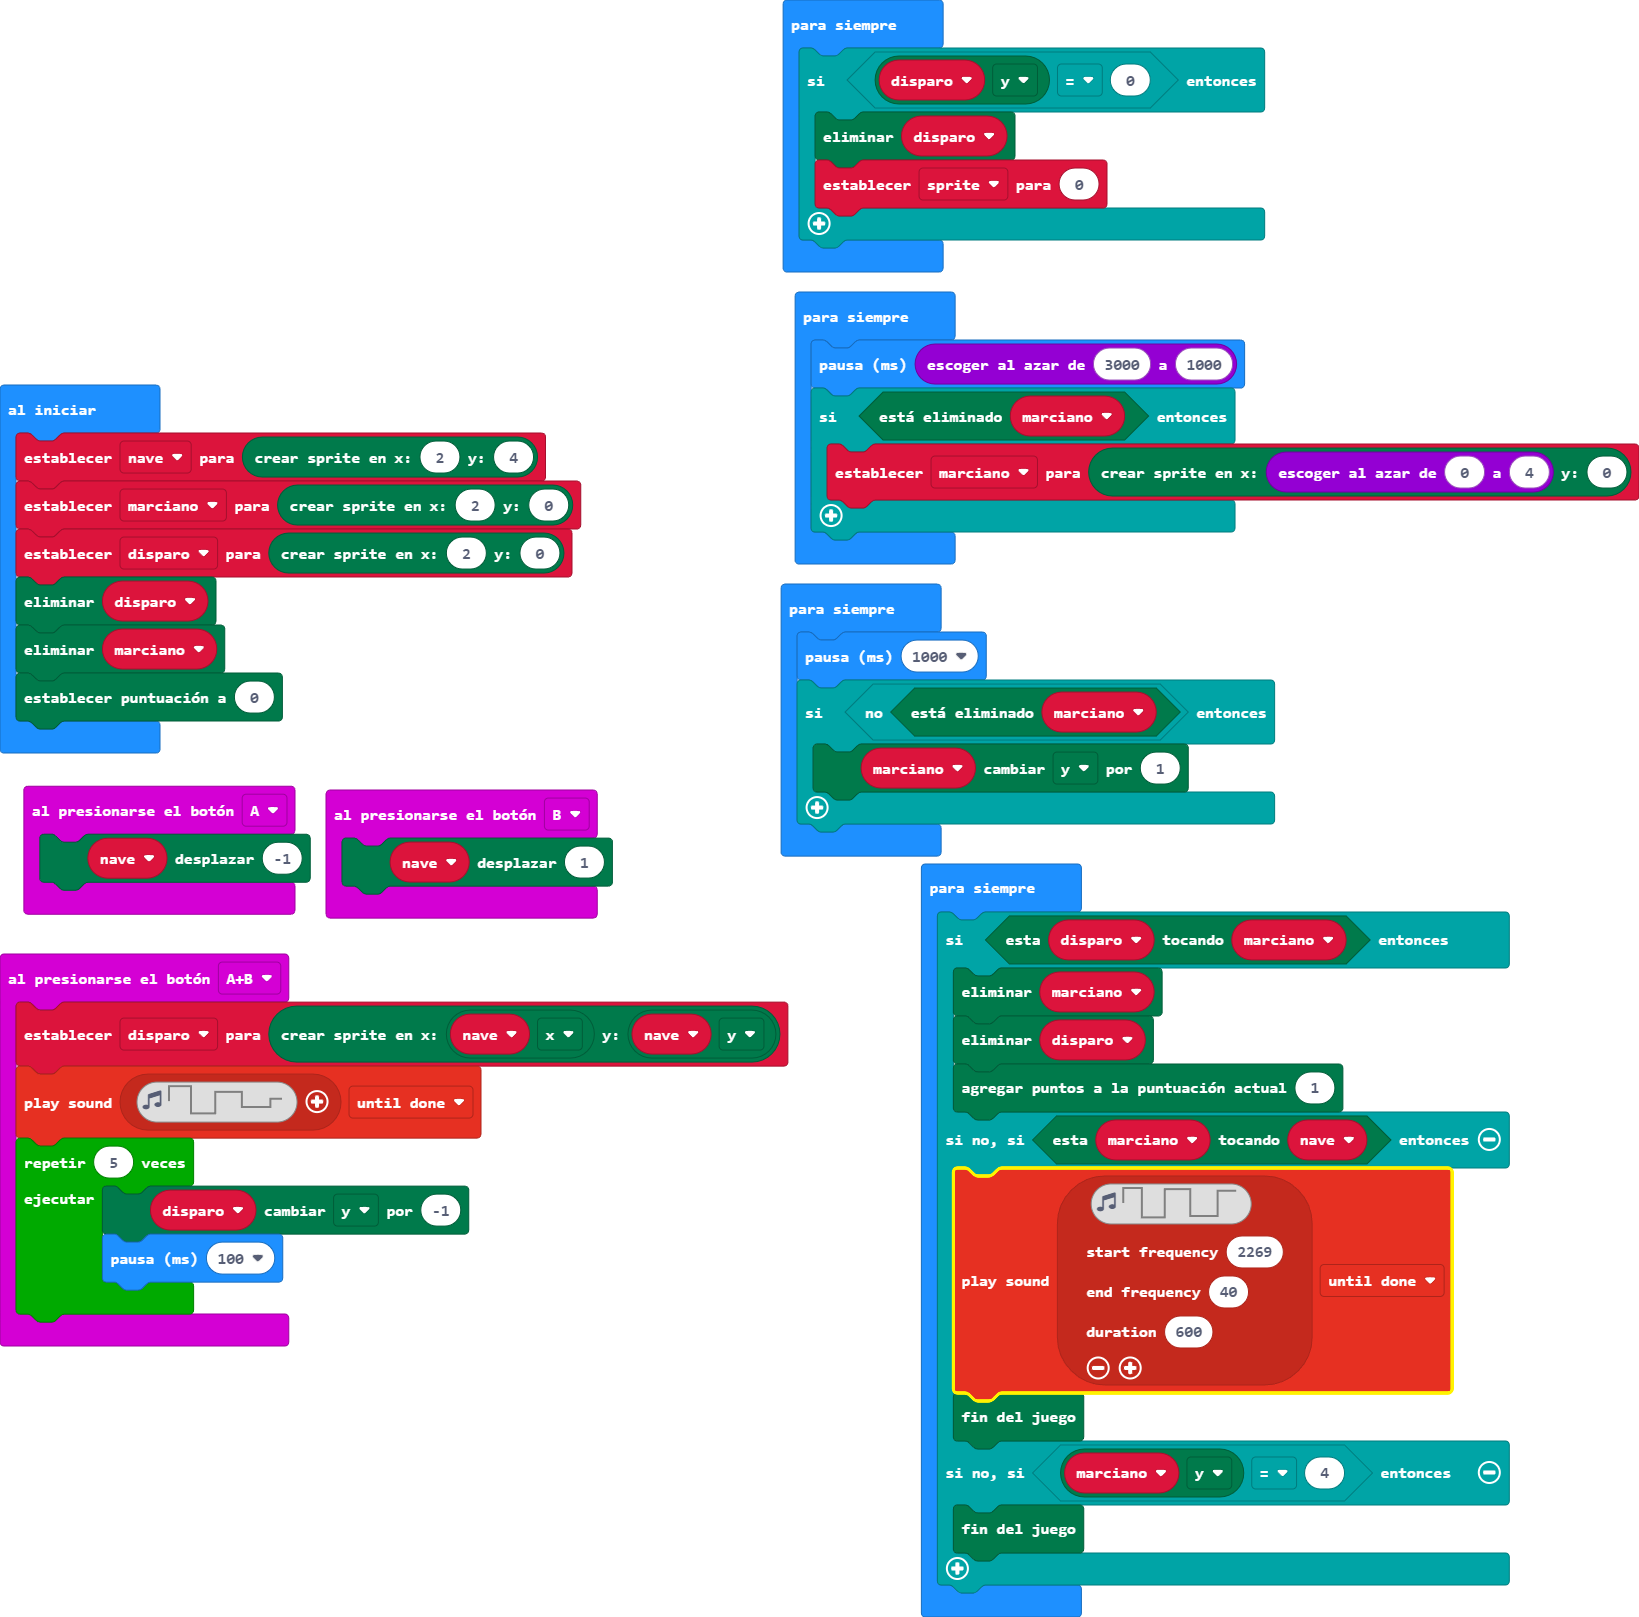 al iniciar
establecer nave para crear sprite en x: 2 y: 4
establecer marciano para crear sprite en x: 2 y: 0
establecer disparo para crear sprite en x: 2 y: 0
eliminar disparo
eliminar marciano
establecer puntuación a 0
al presionarse el botón A
nave desplazar -1
al presionarse el botón B
nave desplazar 1
al presionarse el botón A+B
establecer disparo para crear sprite en x: nave x y: nave y
play sound until done
repetir 5 veces
ejecutar disparo cambiar y por -1
pausa (ms) 100
para siempre
si disparo y = 0 entonces
eliminar disparo
establecer sprite para 0
para siempre
pausa (ms) escoger al azar de 3000 a 1000
si está eliminado marciano entonces
establecer marciano para crear sprite en x: escoger al azar de 0 a 4 y: 0
para siempre
pausa (ms) 1000
si no está eliminado marciano entonces
marciano cambiar y por 1
para siempre
si esta disparo tocando marciano entonces
eliminar marciano
eliminar disparo
agregar puntos a la puntuación actual 1
si no, si esta marciano tocando nave entonces
play sound until done
start frequency 2269
end frequency 40
duration 600
fin del juego
si no, si marciano y = 4 entonces
fin del juego